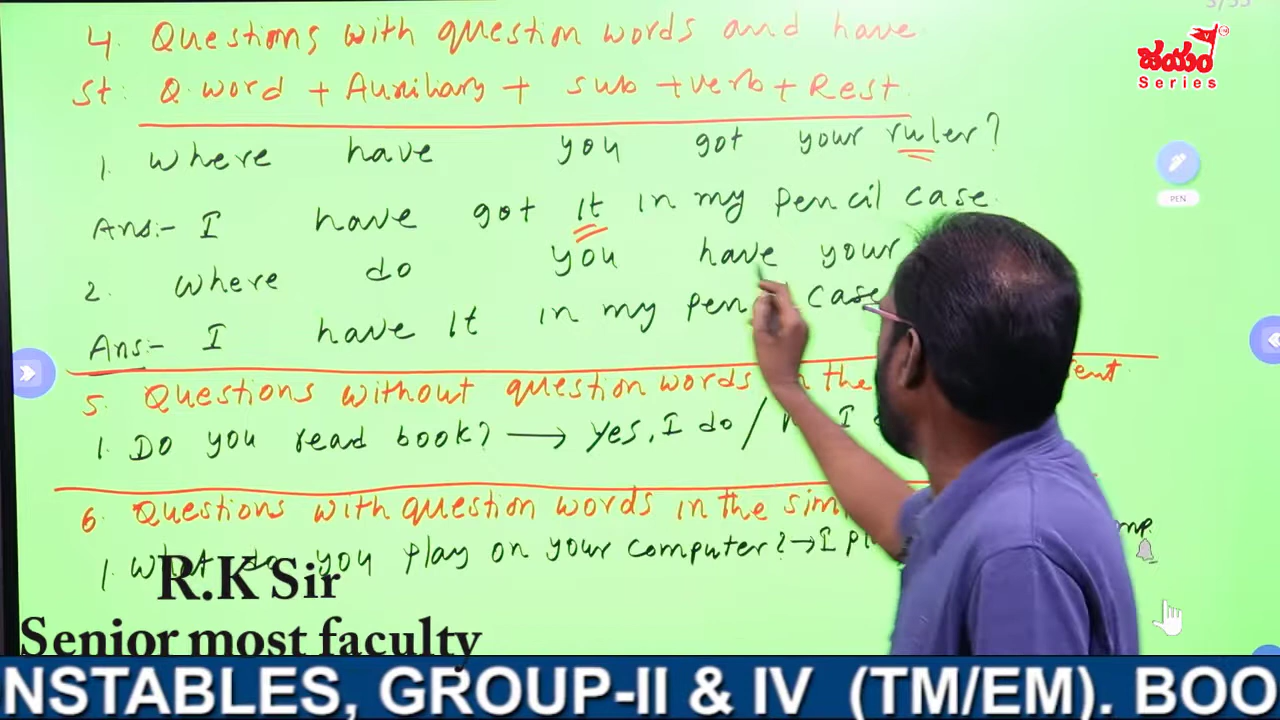 4. Questions with question words and have
St: Q.word + Auxiliary + sub + verb + Rest.
1. Where have you got your ruler?
Ans:- I have got it in my pencil case.
2. Where do you have your
Ans:- I have it in my case
5. Questions without question words in the
1. Do you read book? → Yes, I do / I
6. Questions with question words in the
1. What do you play on your computer? → I
జయం
Series
PEN
R.K Sir
Senior most faculty
NSTABLES, GROUP-II & IV (TM/EM). BOO